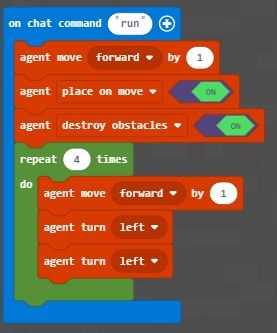 on chat command "run"
agent move forward by 1
agent place on move ON
agent destroy obstacles ON
repeat 4 times
do agent move forward by 1
agent turn left
agent turn left